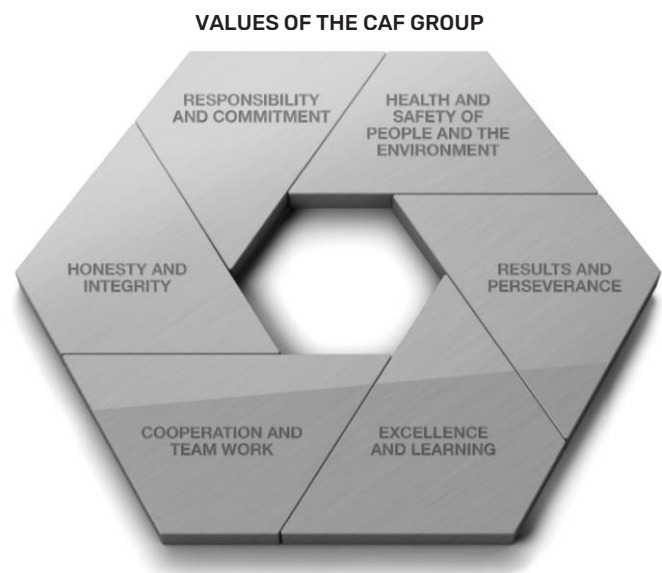 VALUES OF THE CAF GROUP
RESPONSIBILITY
AND COMMITMENT
HEALTH AND
SAFETY OF
PEOPLE AND THE
ENVIRONMENT
HONESTY AND
INTEGRITY
RESULTS AND
PERSEVERANCE
COOPERATION AND
TEAM WORK
EXCELLENCE
AND LEARNING